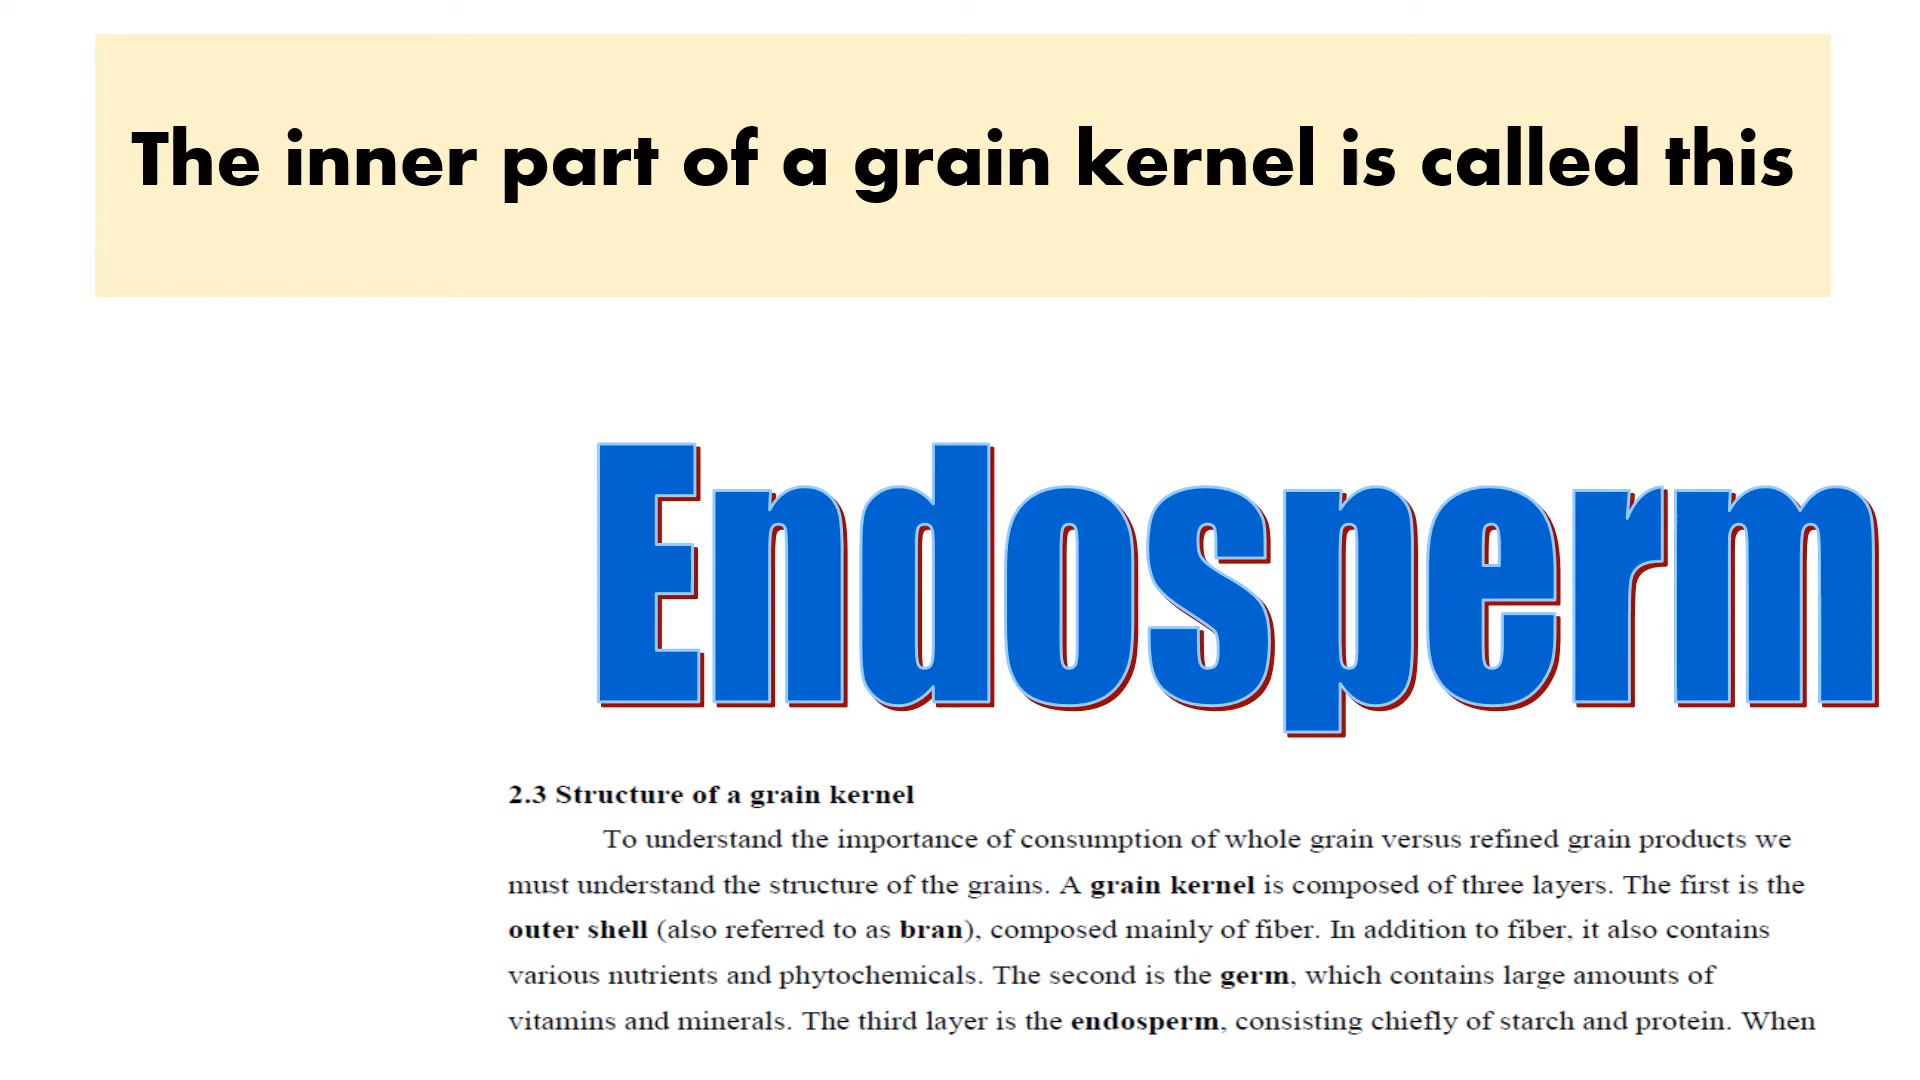 The inner part of a grain kernel is called this
Endosperm
2.3 Structure of a grain kernel
To understand the importance of consumption of whole grain versus refined grain products we
must understand the structure of the grains. A grain kernel is composed of three layers. The first is the
outer shell (also referred to as bran), composed mainly of fiber. In addition to fiber, it also contains
various nutrients and phytochemicals. The second is the germ, which contains large amounts of
vitamins and minerals. The third layer is the endosperm, consisting chiefly of starch and protein. When